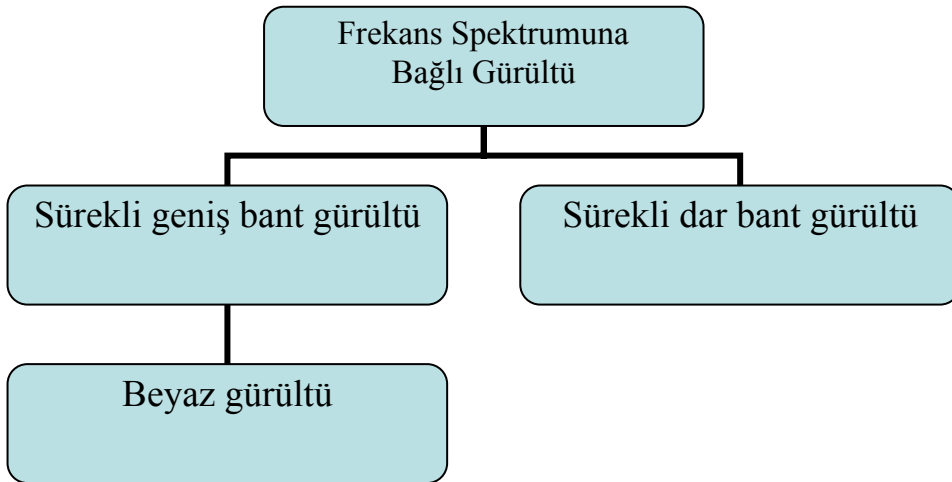 Frekans Spektrumuna
Bağlı Gürültü
Sürekli geniş bant gürültü
Sürekli dar bant gürültü
Beyaz gürültü